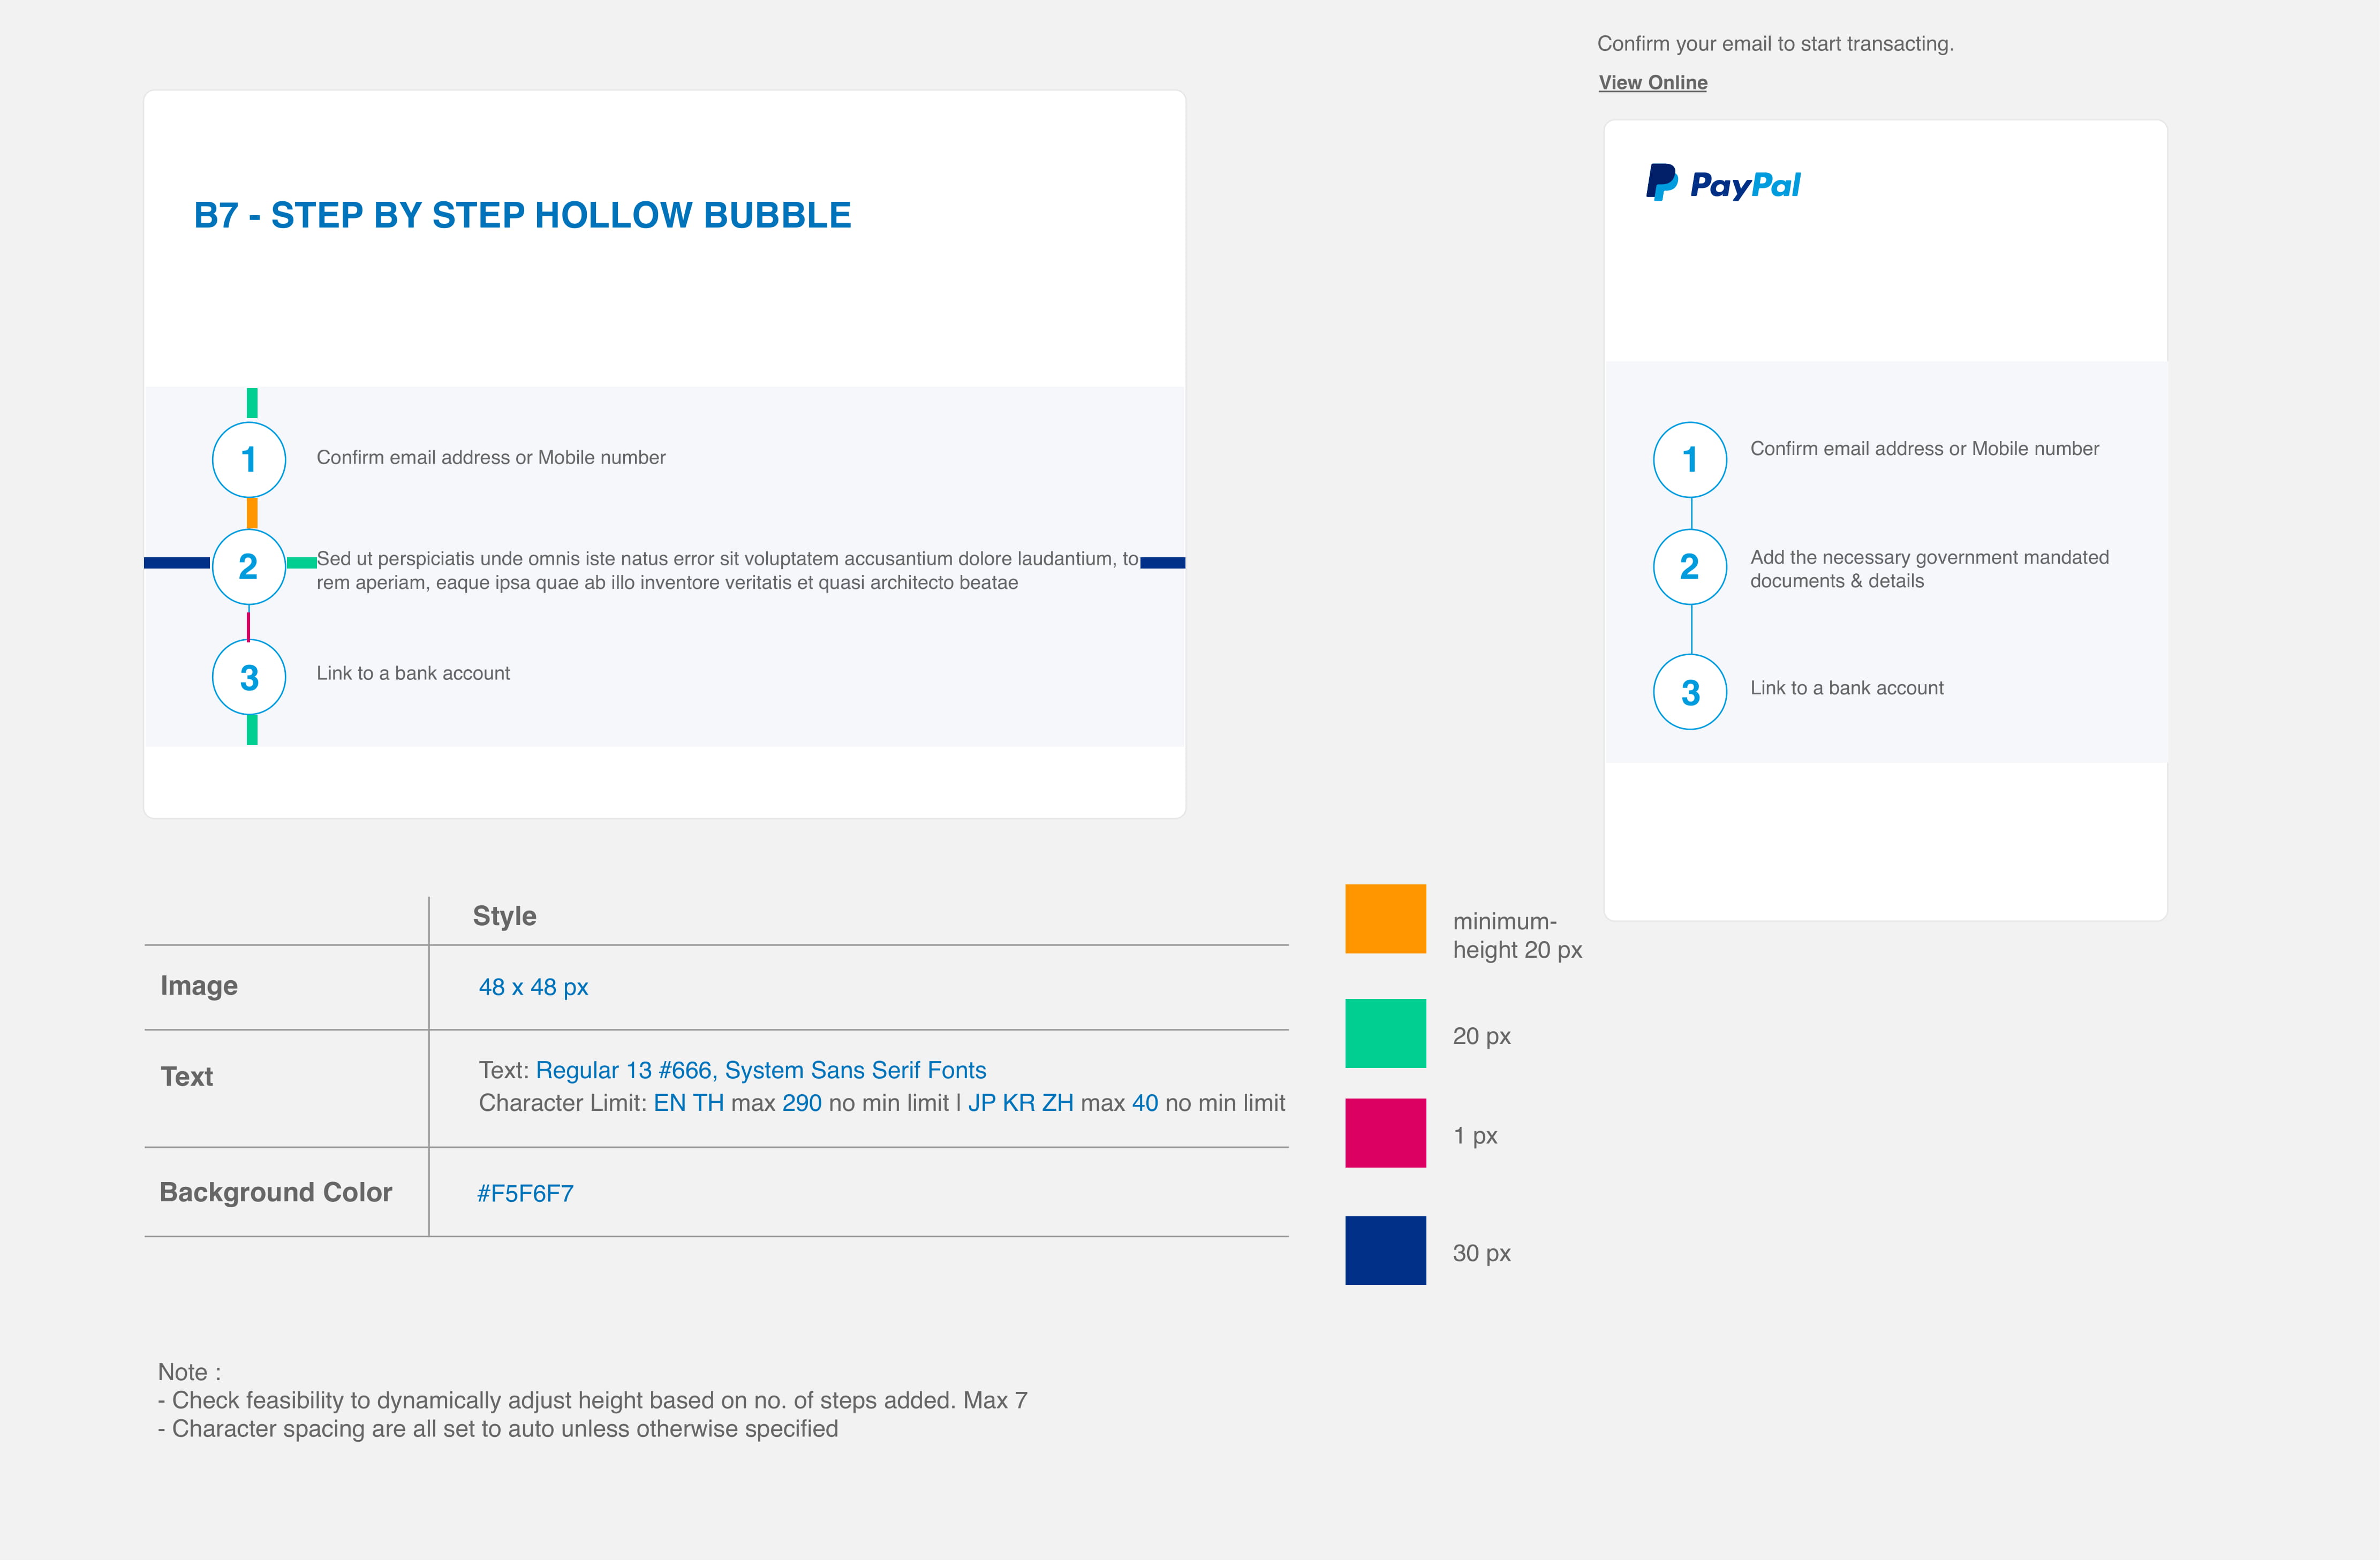 Confirm your email to start transacting.
View Online
B7 - STEP BY STEP HOLLOW BUBBLE
1
Confirm email address or Mobile number
2
Sed ut perspiciatis unde omnis iste natus error sit voluptatem accusantium dolore laudantium, to
rem aperiam, eaque ipsa quae ab illo inventore veritatis et quasi architecto beatae
3
Link to a bank account
PayPal
1
Confirm email address or Mobile number
2
Add the necessary government mandated
documents & details
3
Link to a bank account
Style
Image
48 x 48 px
Text
Text: Regular 13 #666, System Sans Serif Fonts
Character Limit: EN TH max 290 no min limit | JP KR ZH max 40 no min limit
Background Color
#F5F6F7
minimum-
height 20 px
20 px
1 px
30 px
Note :
- Check feasibility to dynamically adjust height based on no. of steps added. Max 7
- Character spacing are all set to auto unless otherwise specified